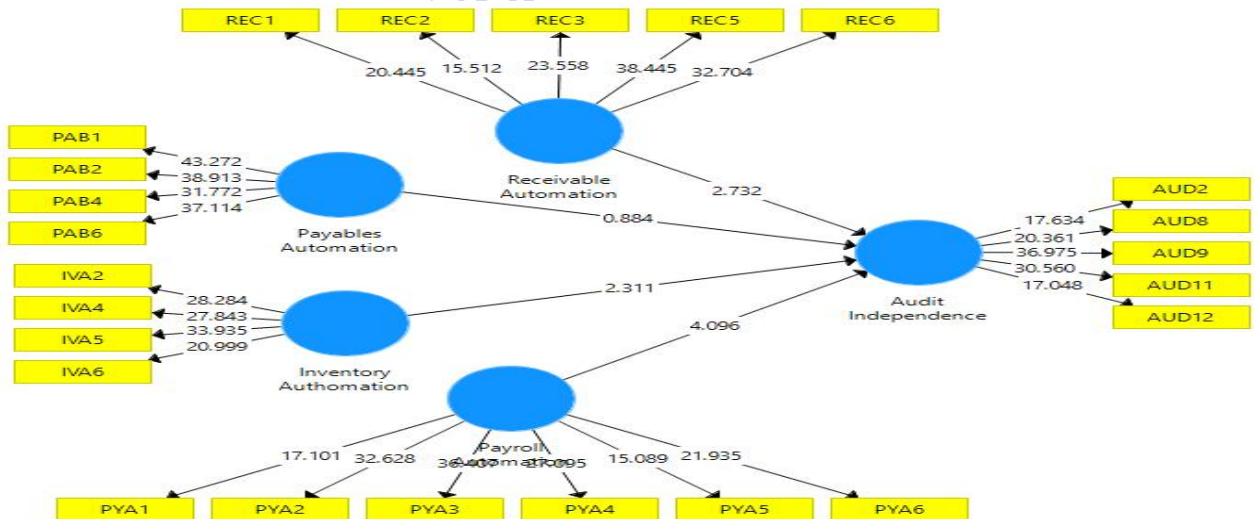 REC1 REC2 REC3 REC5 REC6
20.445 15.512 23.558 38.445 32.704
PAB1
PAB2
PAB4
PAB6
43.272
38.913
31.772
37.114
Payables
Automation
Receivable
Automation
2.732
0.884
2.311
4.096
IVA2
IVA4
IVA5
IVA6
28.284
27.843
33.935
20.999
Inventory
Authomation
Audit
Independence
17.634
20.361
36.975
30.560
17.048
AUD2
AUD8
AUD9
AUD11
AUD12
Payroll
Automation
17.101 32.628 15.089 21.935
PYA1 PYA2 PYA3 PYA4 PYA5 PYA6